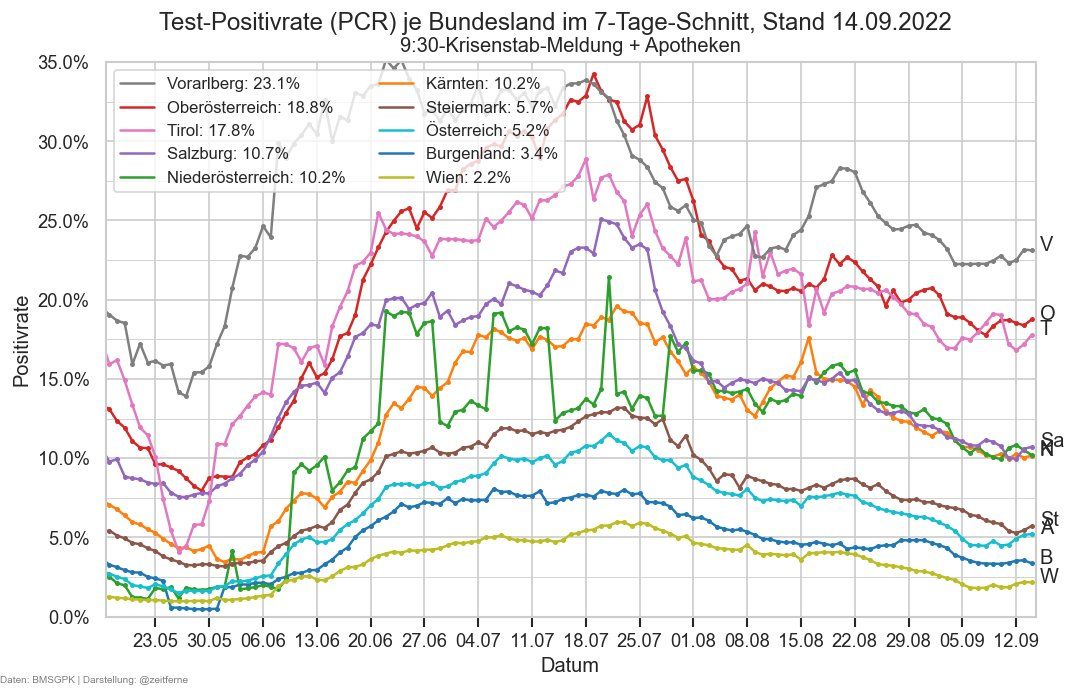 Test-Positivrate (PCR) je Bundesland im 7-Tage-Schnitt, Stand 14.09.2022
9:30-Krisenstab-Meldung + Apotheken
Vorarlberg: 23.1%
Oberösterreich: 18.8%
Tirol: 17.8%
Salzburg: 10.7%
Niederösterreich: 10.2%
Kärnten: 10.2%
Steiermark: 5.7%
Österreich: 5.2%
Burgenland: 3.4%
Wien: 2.2%
Positivrate
35.0%
30.0%
25.0%
20.0%
15.0%
10.0%
5.0%
0.0%
V
O
T
Sa
N
St
A
B
W
23.05 30.05 06.06 13.06 20.06 27.06 04.07 11.07 18.07 25.07 01.08 08.08 15.08 22.08 29.08 05.09 12.09
Datum
Daten: BMSGPK | Darstellung: @zeitferne